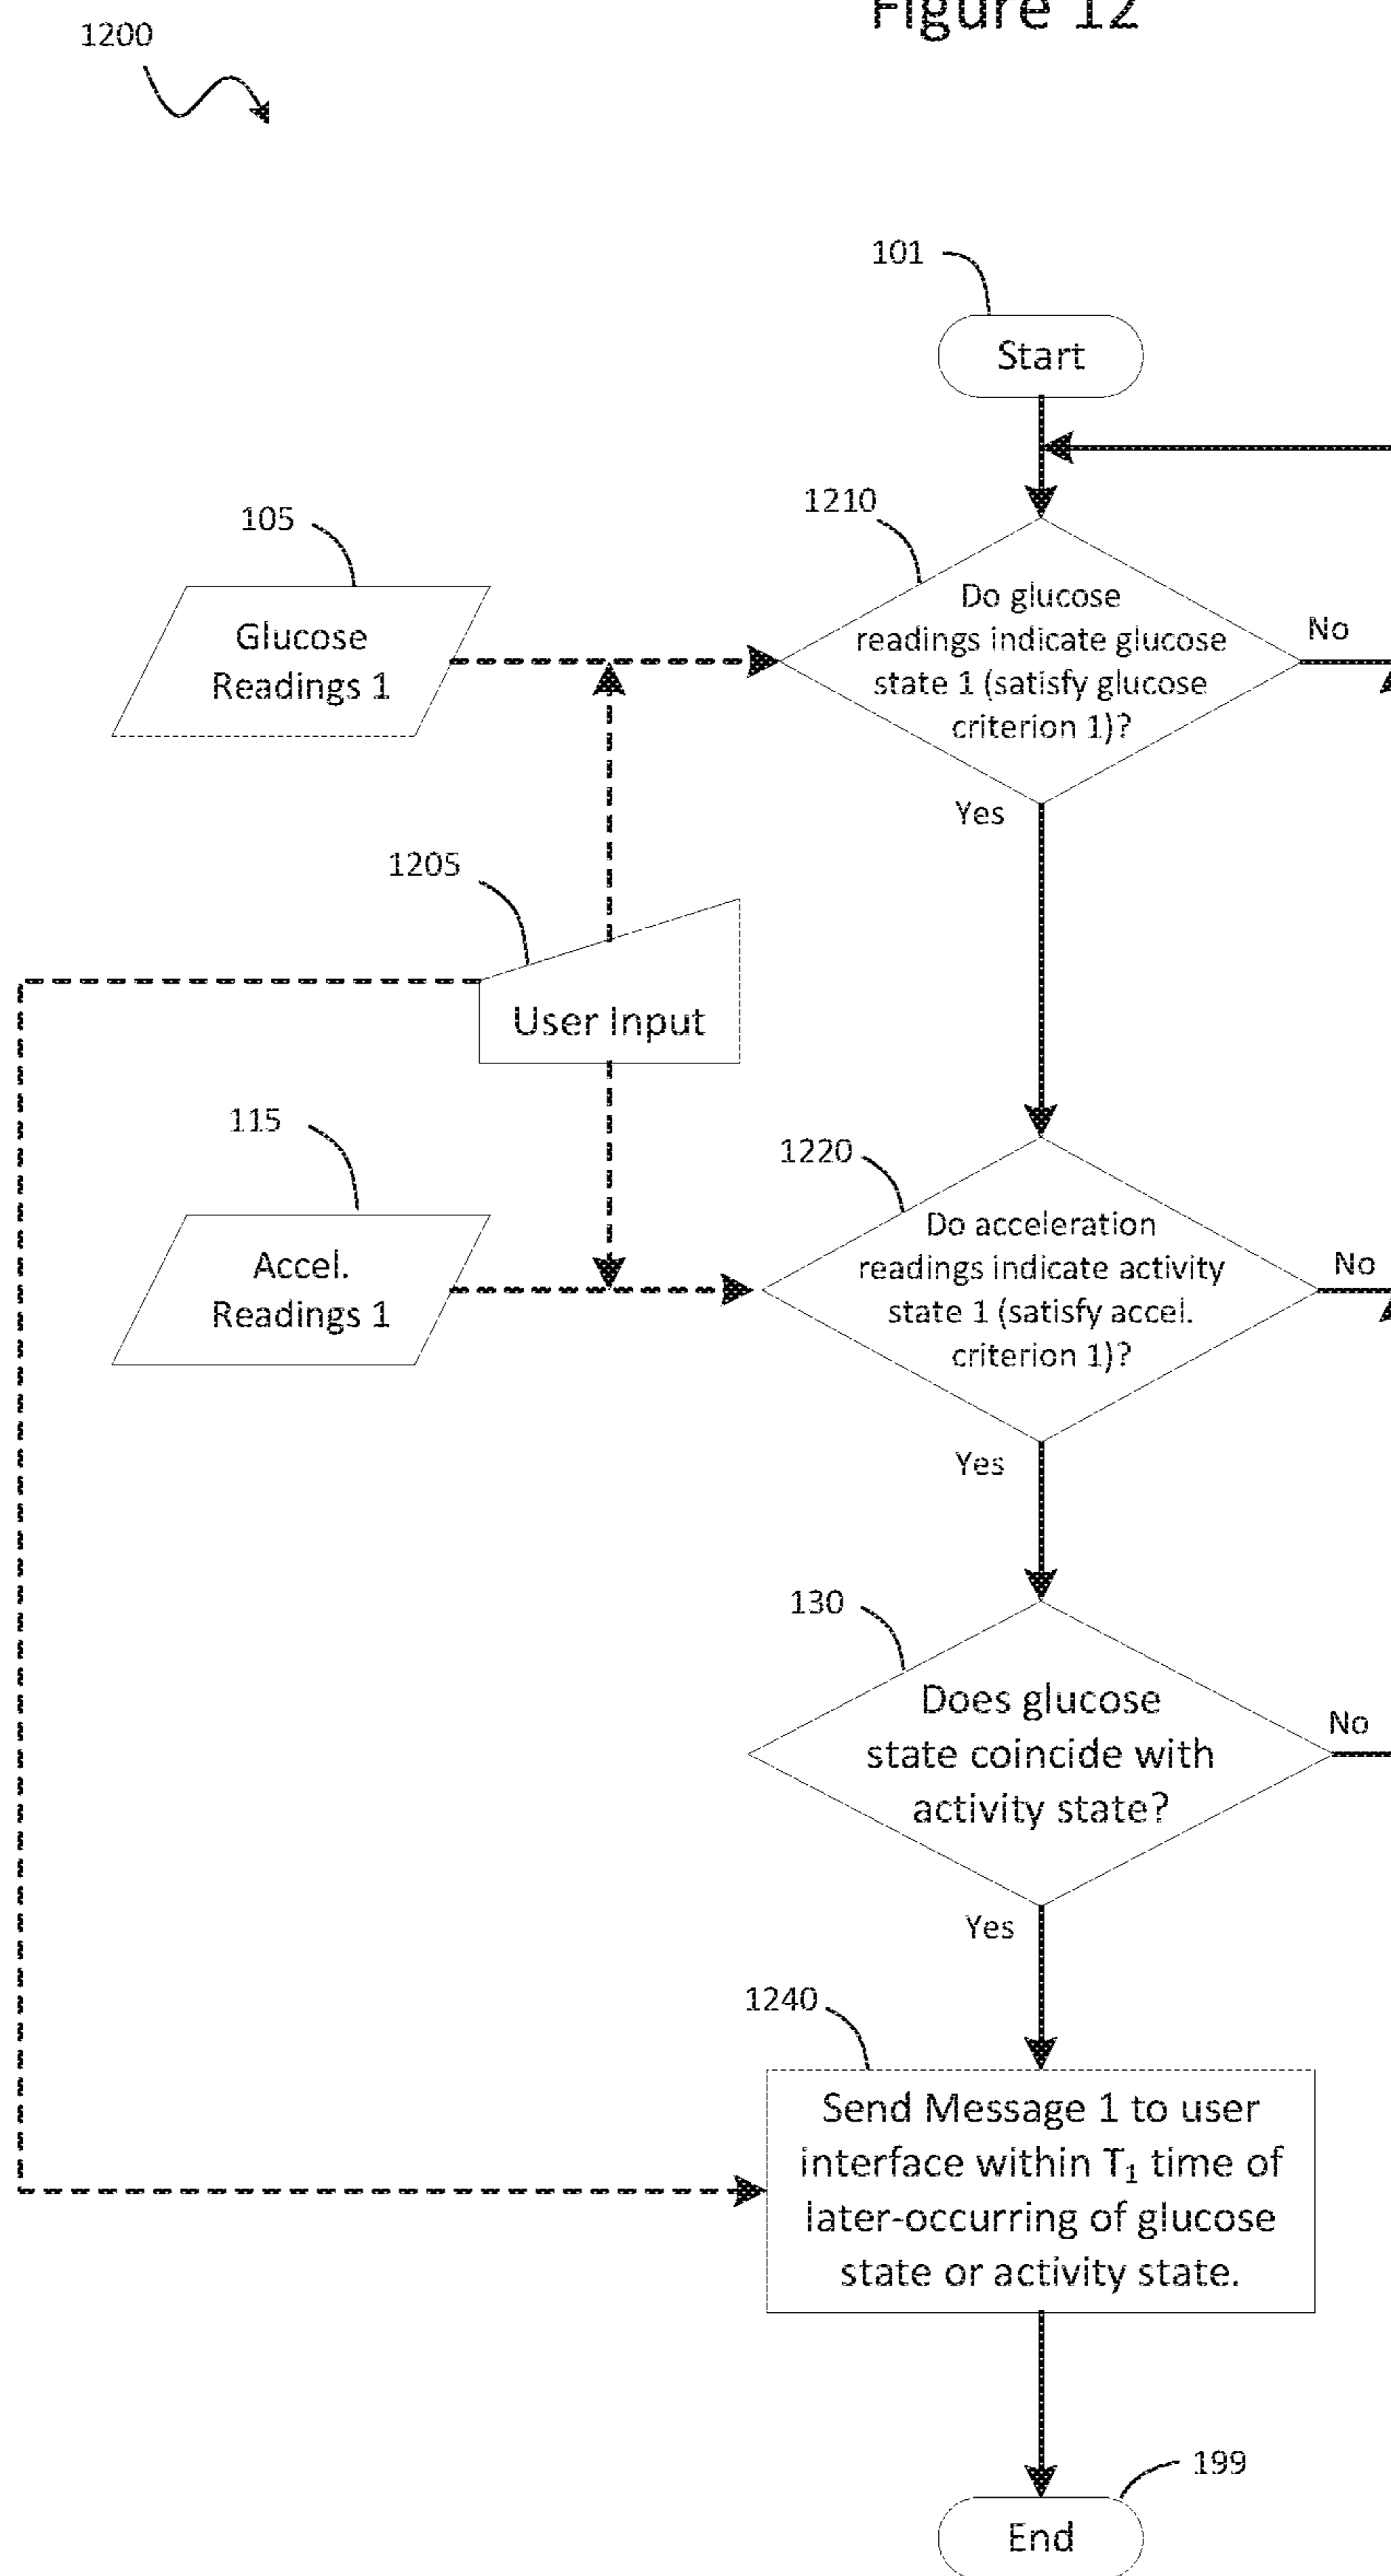 Figure 12
1200
101
Start
1210
105
Do glucose
readings indicate glucose
state 1 (satisfy glucose
criterion 1)?
No
Glucose
Readings 1
Yes
1205
User Input
115
1220
Do acceleration
readings indicate activity
state 1 (satisfy accel.
criterion 1)?
No
Accel.
Readings 1
Yes
130
Does glucose
state coincide with
activity state?
No
Yes
1240
Send Message 1 to user
interface within T₁ time of
later-occurring of glucose
state or activity state.
199
End